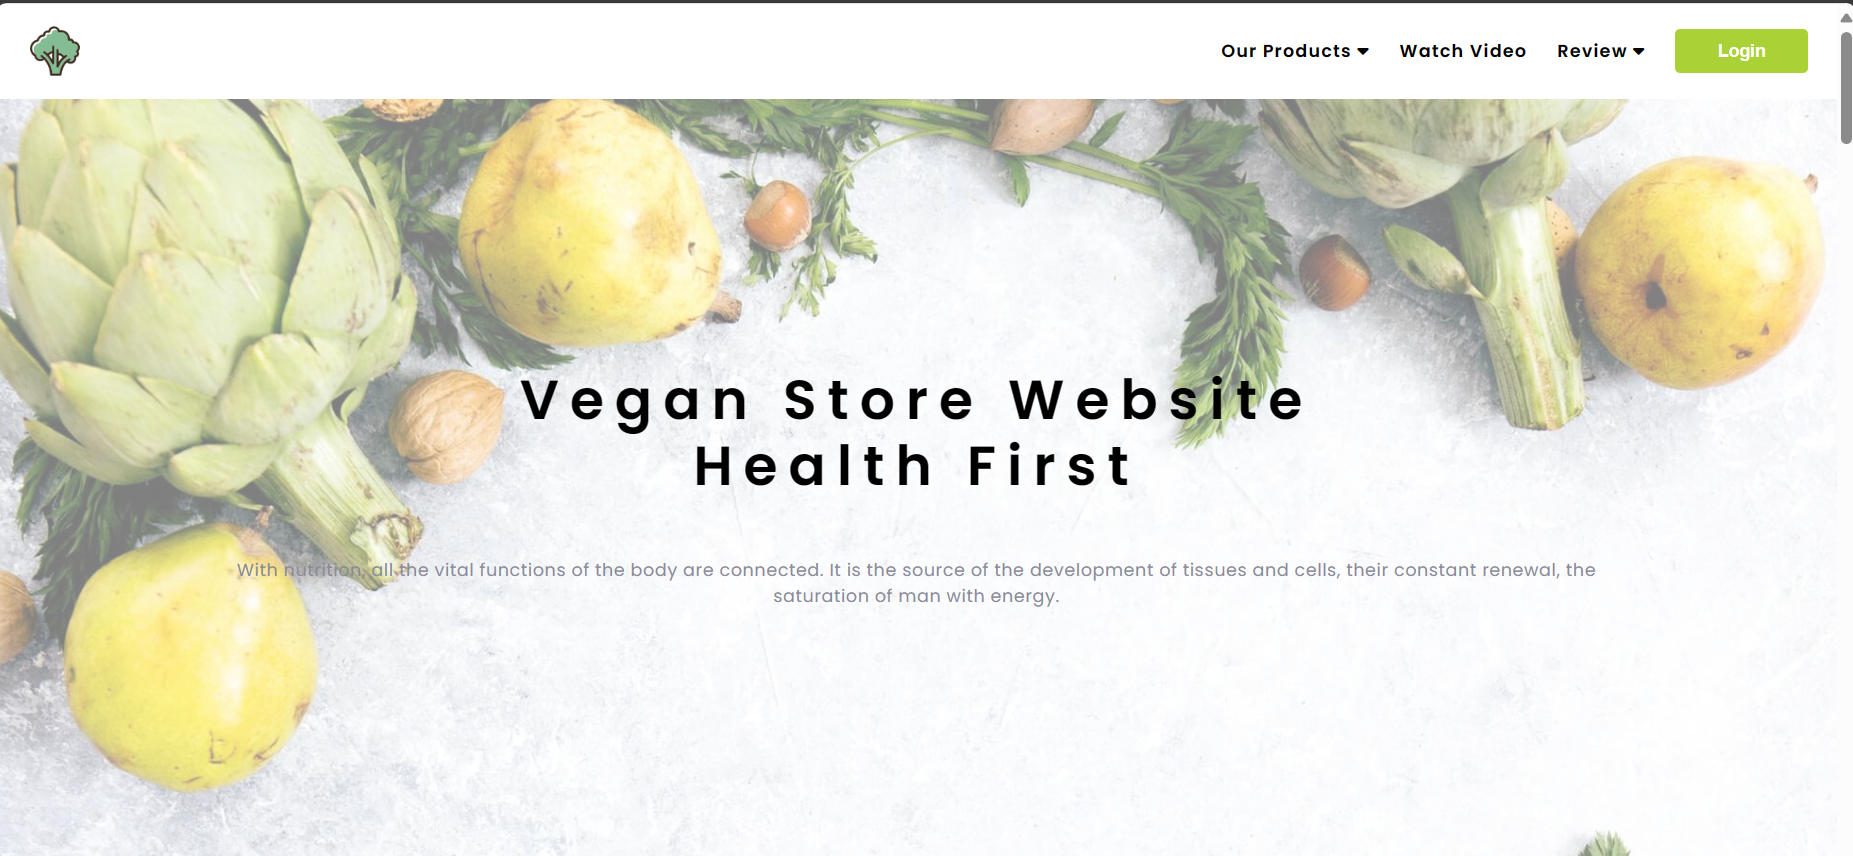 Our Products
Watch Video
Review
Login
Vegan Store Website
Health First
With nutrition, all the vital functions of the body are connected. It is the source of the development of tissues and cells, their constant renewal, the
saturation of man with energy.